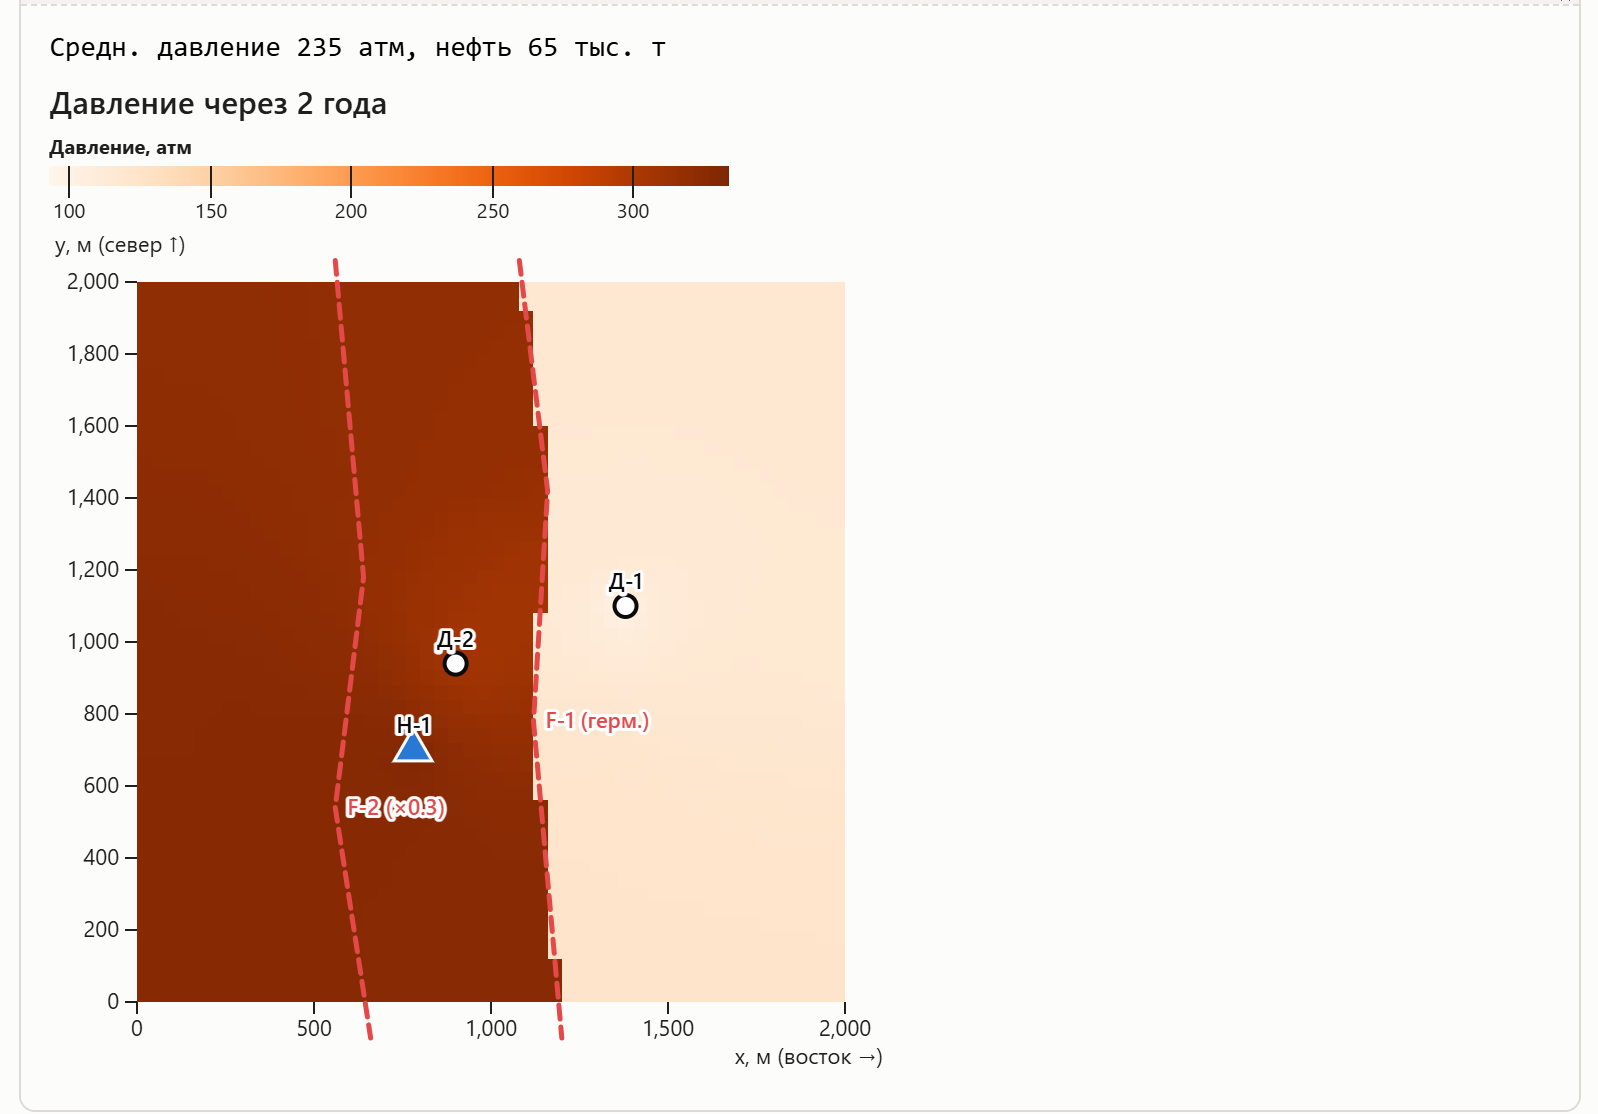 Средн. давление 235 атм, нефть 65 тыс. т
Давление через 2 года
Давление, атм
100 150 200 250 300
y, м (север ↑)
2,000
1,800
1,600
1,400
1,200
Д-1
1,000
Д-2
800
Н-1
F-1 (герм.)
600
F-2 (×0.3)
400
200
0
0 500 1,000 1,500 2,000
x, м (восток →)